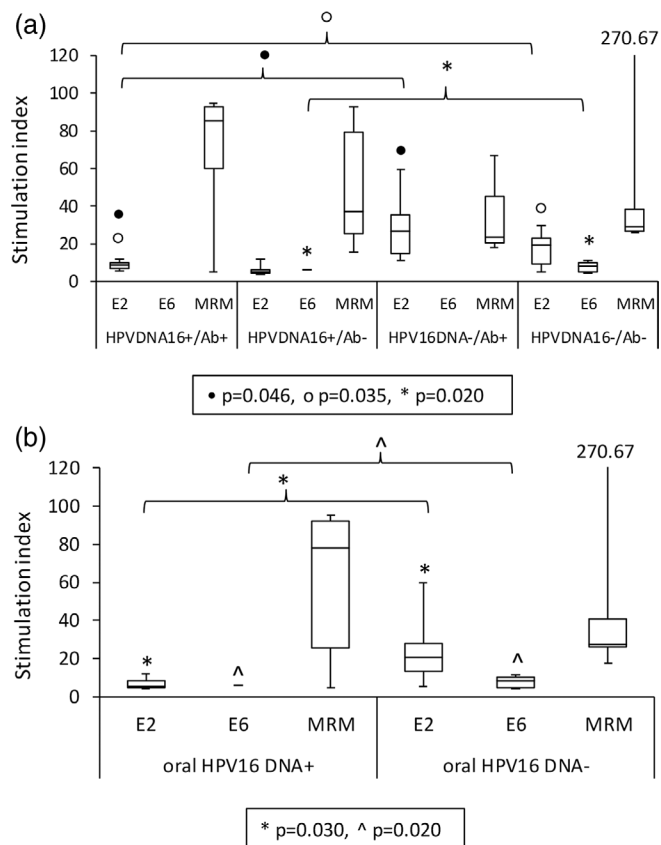 (a)
270.67
Stimulation index
120
100
80
60
40
20
0
E2 E6 MRM E2 E6 MRM E2 E6 MRM E2 E6 MRM
HPVDNA16+/Ab+ HPVDNA16+/Ab- HPV16DNA-/Ab+ HPVDNA16-/Ab-
● p=0.046, o p=0.035, * p=0.020
(b)
270.67
Stimulation index
120
100
80
60
40
20
0
E2 E6 MRM E2 E6 MRM
oral HPV16 DNA+ oral HPV16 DNA-
* p=0.030, ^ p=0.020